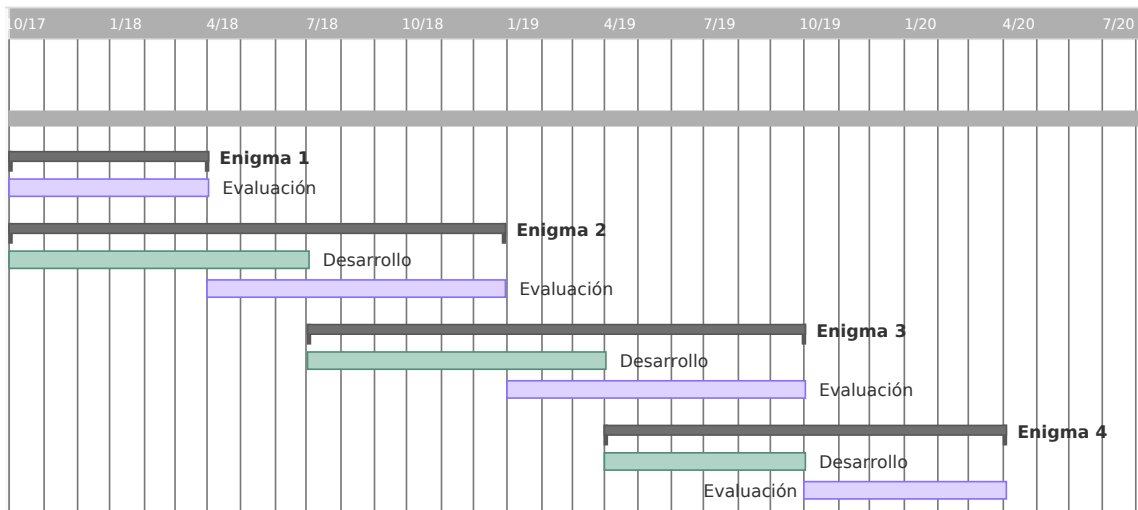 10/17 1/18 4/18 7/18 10/18 1/19 4/19 7/19 10/19 1/20 4/20 7/20
Enigma 1
Evaluación
Enigma 2
Desarrollo
Evaluación
Enigma 3
Desarrollo
Evaluación
Enigma 4
Desarrollo
Evaluación